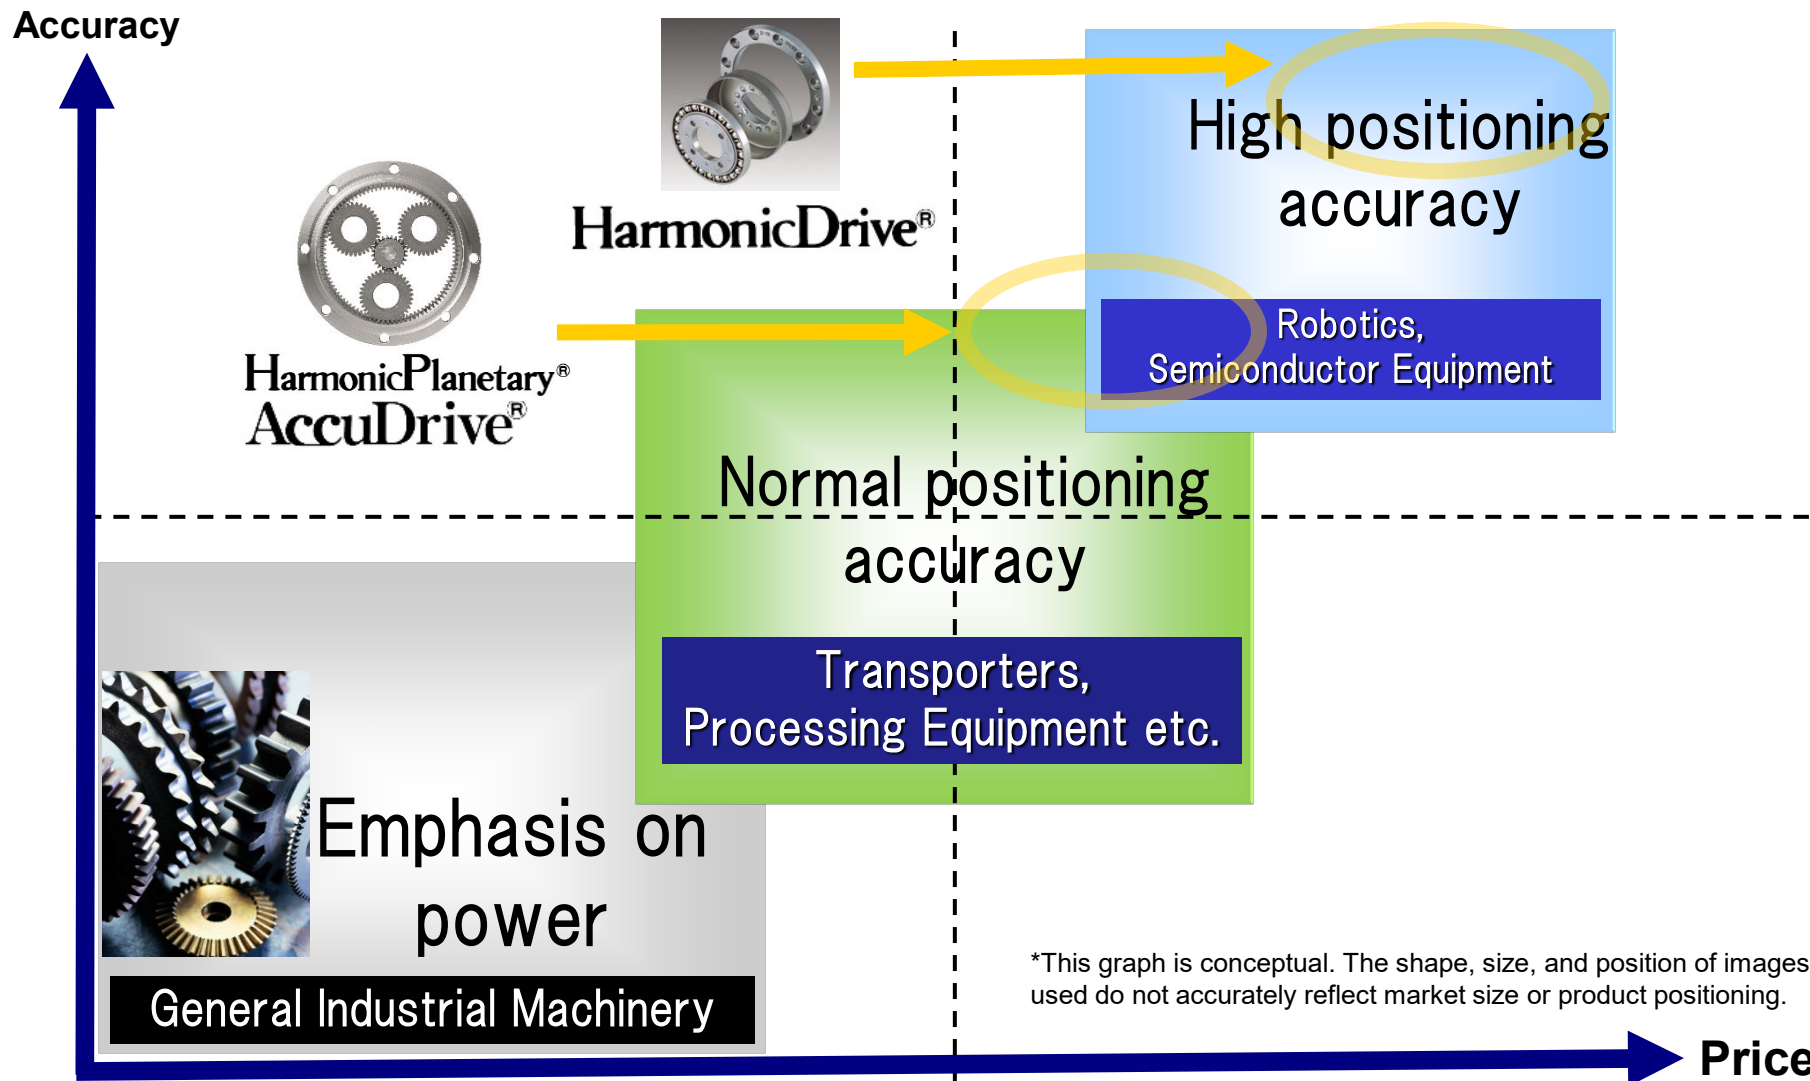 Accuracy
HarmonicDrive®
HarmonicPlanetary®
AccuDrive®
High positioning
accuracy
Robotics,
Semiconductor Equipment
Normal positioning
accuracy
Transporters,
Processing Equipment etc.
Emphasis on
power
General Industrial Machinery
*This graph is conceptual. The shape, size, and position of images
used do not accurately reflect market size or product positioning.
Price